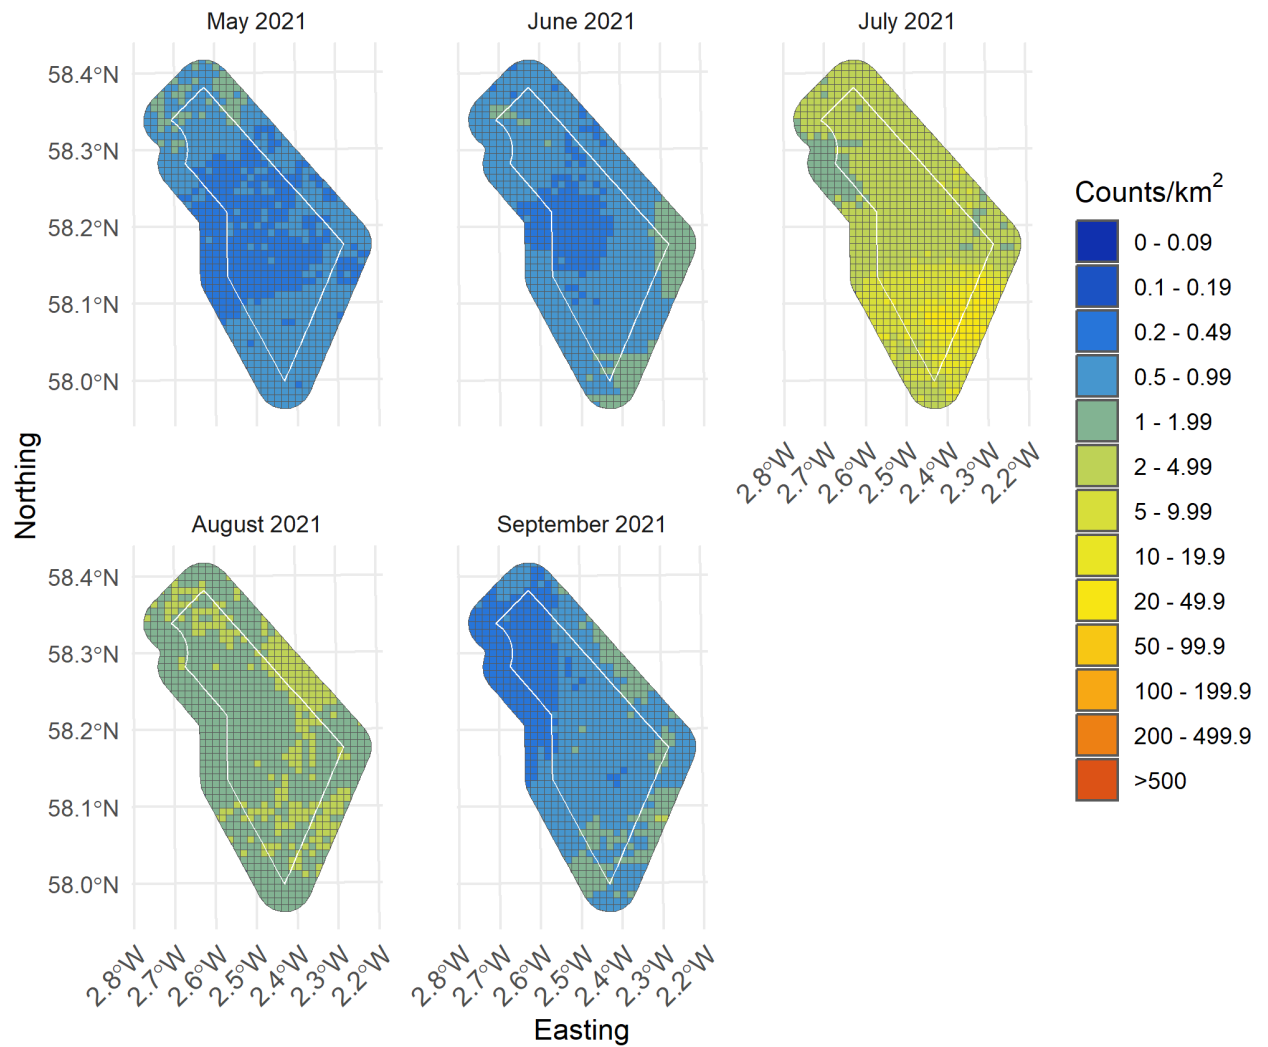 May 2021
June 2021
July 2021
58.4°N
58.3°N
58.2°N
58.1°N
58.0°N
2.8°W
2.7°W
2.6°W
2.5°W
2.4°W
2.3°W
2.2°W
Northing
August 2021
September 2021
58.4°N
58.3°N
58.2°N
58.1°N
58.0°N
2.8°W
2.7°W
2.6°W
2.5°W
2.4°W
2.3°W
2.2°W
2.8°W
2.7°W
2.6°W
2.5°W
2.4°W
2.3°W
2.2°W
Easting
Counts/km²
0 - 0.09
0.1 - 0.19
0.2 - 0.49
0.5 - 0.99
1 - 1.99
2 - 4.99
5 - 9.99
10 - 19.9
20 - 49.9
50 - 99.9
100 - 199.9
200 - 499.9
>500